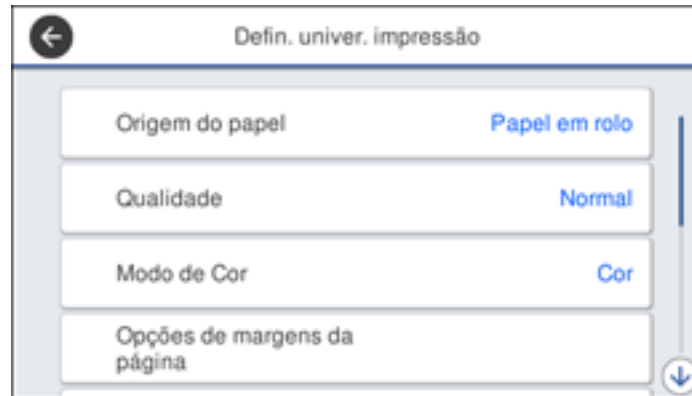 Defin. univer. impressão
Origem do papel Papel em rolo
Qualidade Normal
Modo de Cor Cor
Opções de margens da
página